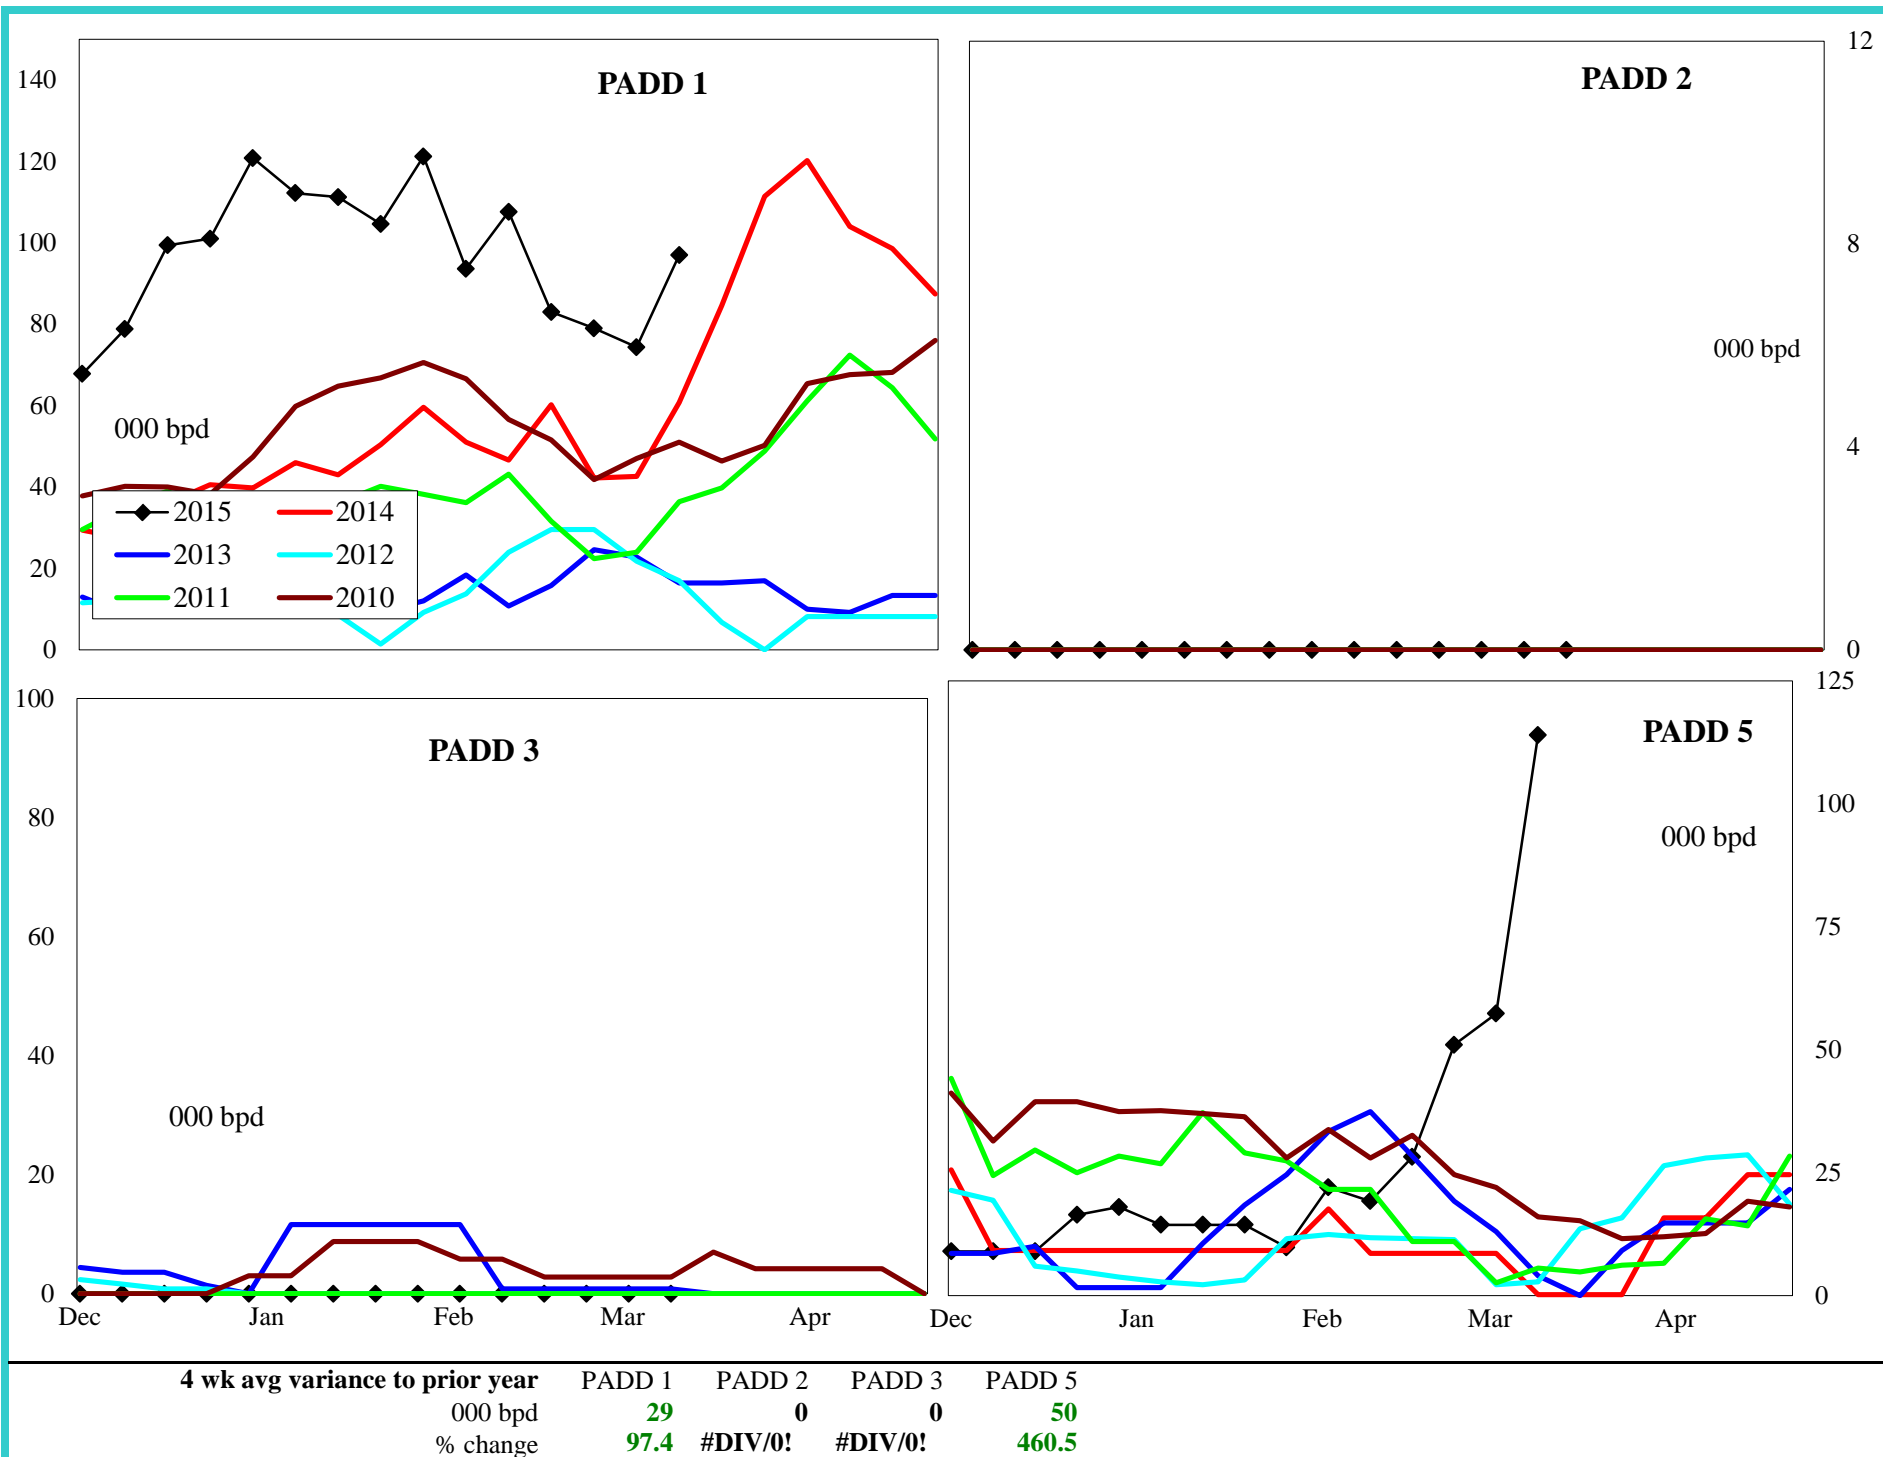 PADD 1
140
120
100
80
60
40
20
0
000 bpd
2015 2014
2013 2012
2011 2010
PADD 2
12
8
4
0
000 bpd
PADD 3
100
80
60
40
20
0
000 bpd
Dec Jan Feb Mar Apr
PADD 5
125
100
75
50
25
0
000 bpd
Dec Jan Feb Mar Apr
4 wk avg variance to prior year PADD 1 PADD 2 PADD 3 PADD 5
000 bpd 29 0 0 50
% change 97.4 #DIV/0! #DIV/0! 460.5